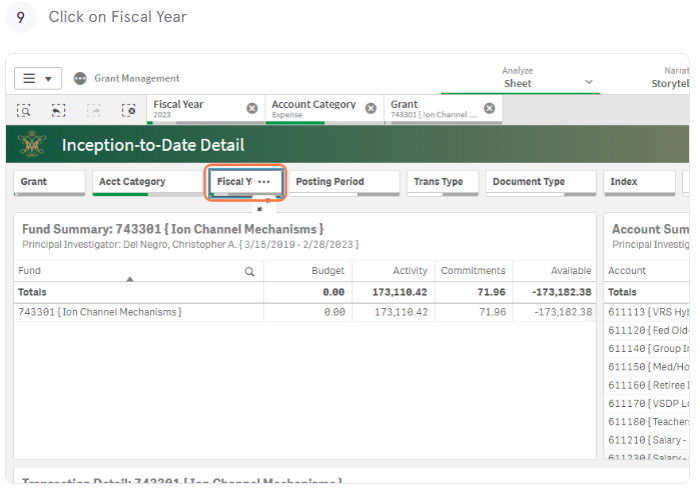 9 Click on Fiscal Year
Grant Management
Analyze
Sheet
Narrat
Storytel
Fiscal Year
2023
Account Category
Expense
Grant
743301 { Ion Channel ...
Inception-to-Date Detail
Grant
Acct Category
Fiscal Y ...
Posting Period
Trans Type
Document Type
Index
Fund Summary: 743301 { Ion Channel Mechanisms }
Principal Investigator: Del Negro, Christopher A. { 3/15/2019 - 2/28/2023 }
Fund Budget Activity Commitments Available
Totals 0.00 173,110.42 71.96 -173,182.38
743301 { Ion Channel Mechanisms } 0.00 173,110.42 71.96 -173,182.38
Account Sum
Principal Investig
Account
Totals
611113 { VRS Hyb
611120 { Fed Old-
611140 { Group In
611150 { Med/Ho
611160 { Retiree I
611170 { VSDP Lo
611180 { Teachers
611210 { Salary -
611230 { Salary -
Transaction Detail: 743301 { Ion Channel Mechanisms }